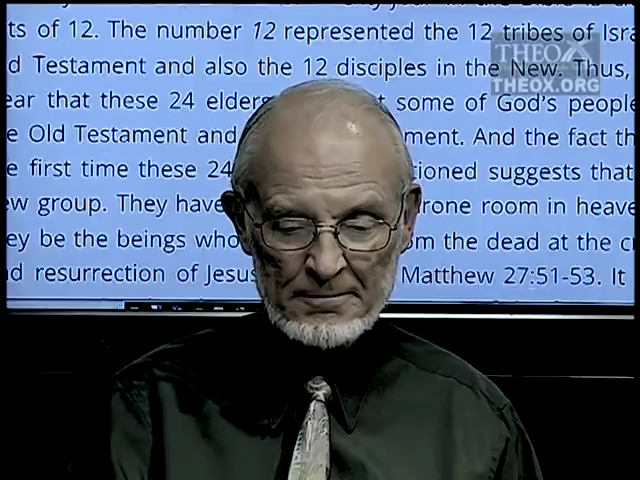 ts of 12. The number 12 represented the 12 tribes of Isra
d Testament and also the 12 disciples in the New. Thus,
ear that these 24 elders t some of God's people
e Old Testament and ment. And the fact th
e first time these 24 tioned suggests that
ew group. They have throne room in heave
ey be the beings who om the dead at the cr
d resurrection of Jesus Matthew 27:51-53. It
THEOX
THEOX.ORG